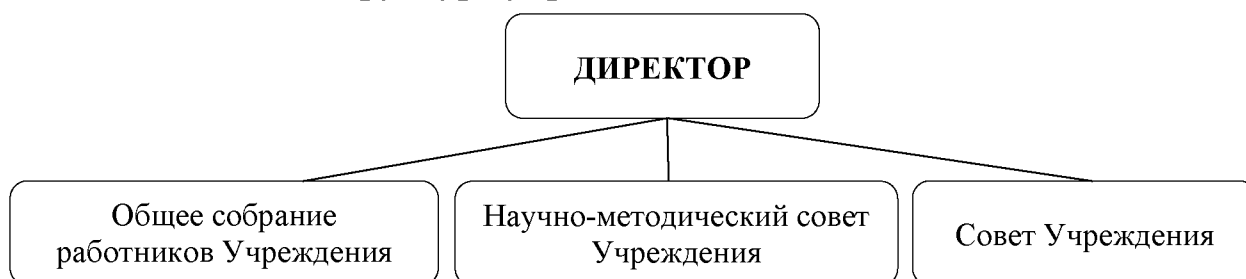 ДИРЕКТОР
Общее собрание
работников Учреждения
Научно-методический совет
Учреждения
Совет Учреждения